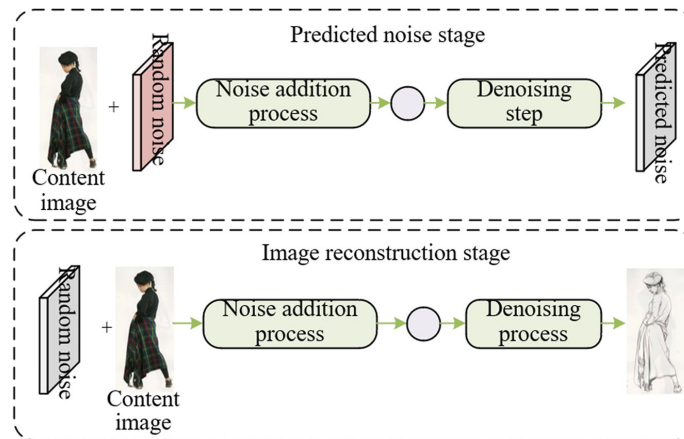 Predicted noise stage
Content
image
+
Random noise
Noise addition
process
Denoising
step
Predicted noise
Image reconstruction stage
Random noise
+
Content
image
Noise addition
process
Denoising
process